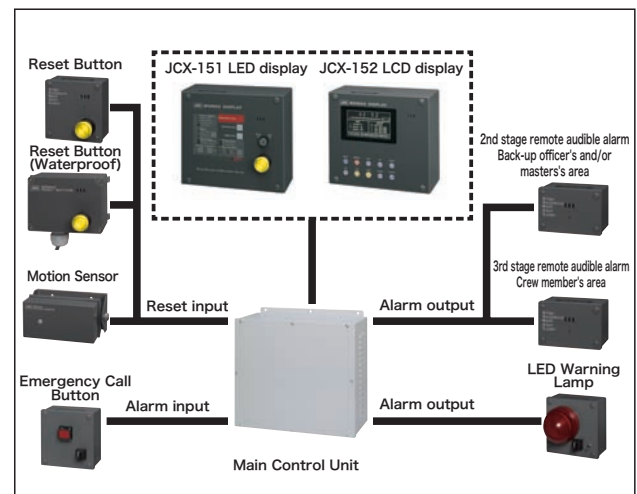 Reset Button
JCX-151 LED display
JCX-152 LCD display
Reset Button
(Waterproof)
2nd stage remote audible alarm
Back-up officer's and/or
masters's area
Motion Sensor
Reset input
Alarm output
3rd stage remote audible alarm
Crew member's area
Emergency Call
Button
Alarm input
Alarm output
LED Warning
Lamp
Main Control Unit